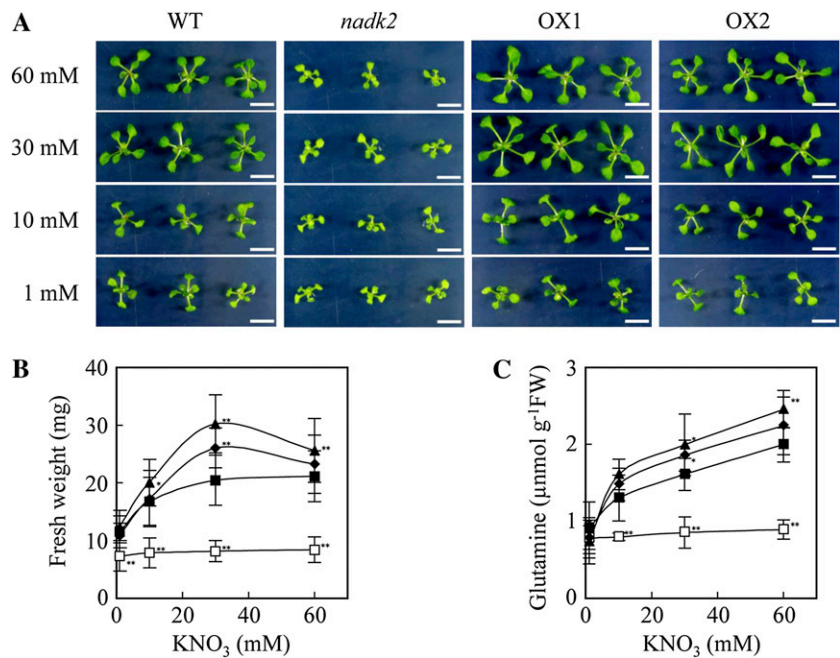 A
WT nadk2 OX1 OX2
60 mM
30 mM
10 mM
1 mM
B
Fresh weight (mg)
40
30
20
10
0
** ** * ** ** ** ** ** **
0 20 40 60
KNO₃ (mM)
C
Glutamine (µnmol g⁻¹FW)
3
2
1
0
** * * ** ** **
0 20 40 60
KNO₃ (mM)